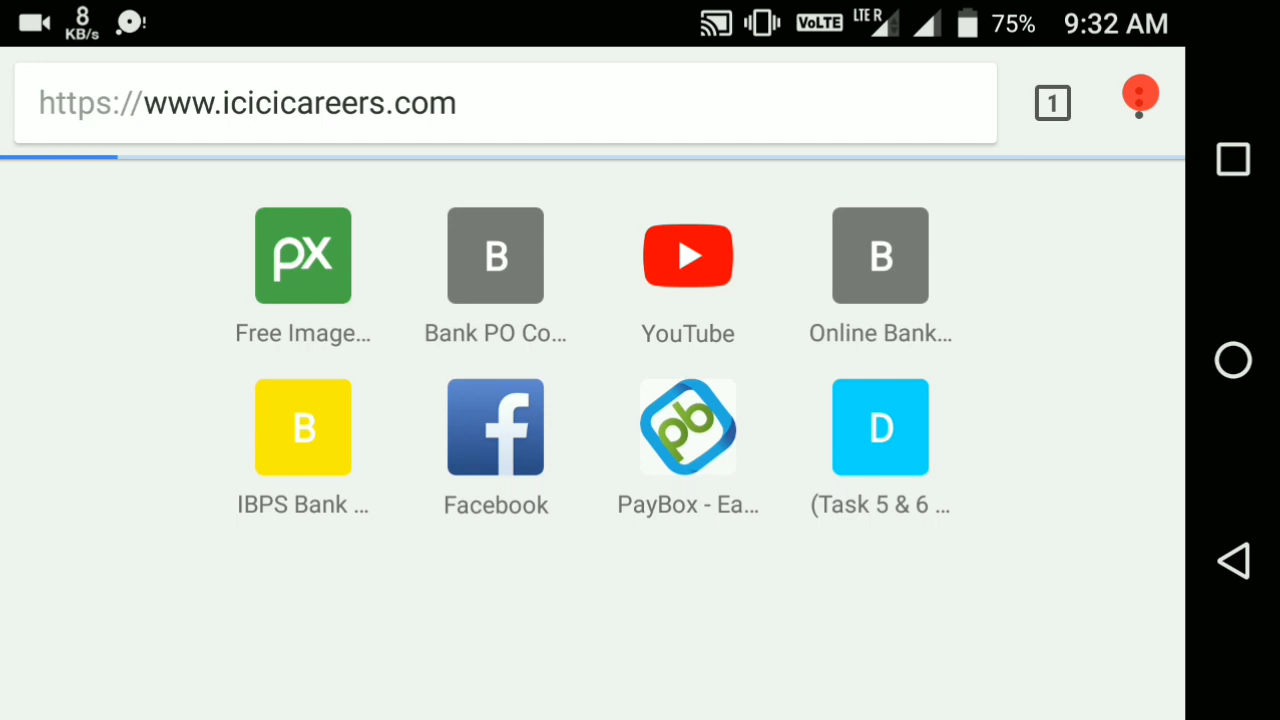 8
KB/s
VoLTE
LTE R
75%
9:32 AM
https://www.icicicareers.com
1
px
B
B
Free Image...
Bank PO Co...
YouTube
Online Bank...
B
f
pb
D
IBPS Bank ...
Facebook
PayBox - Ea...
(Task 5 & 6 ...